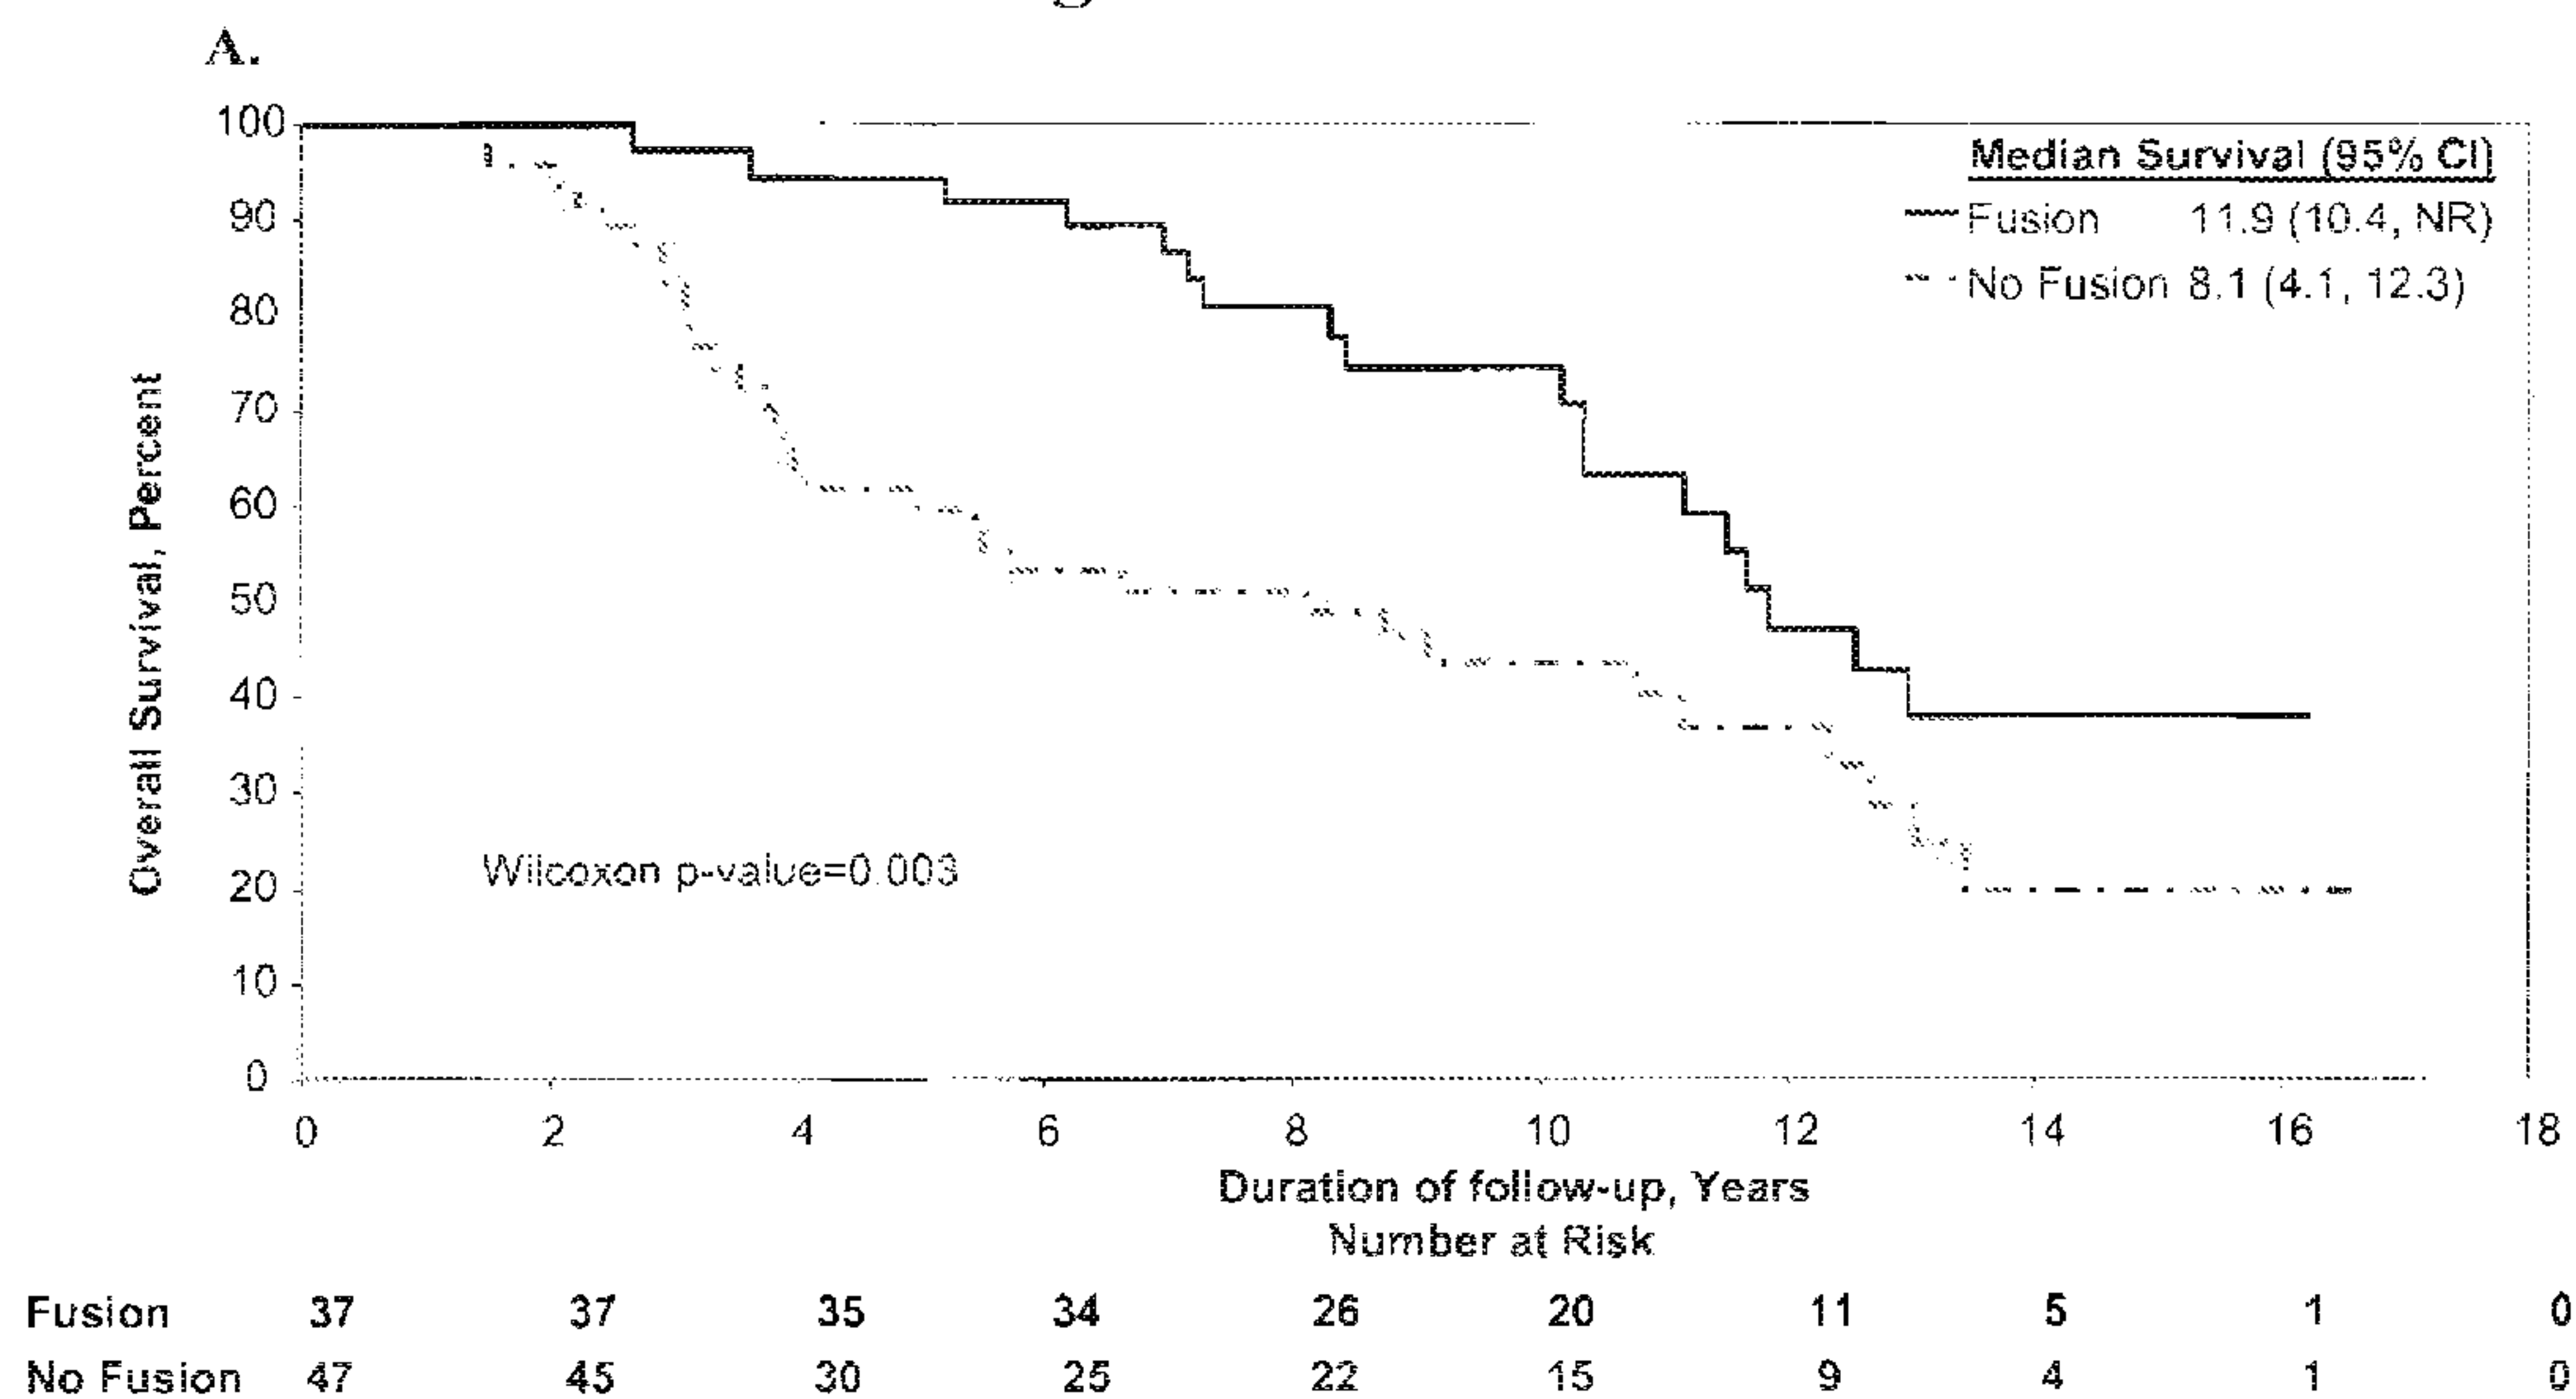 A.
Median Survival (95% CI)
Fusion 11.9 (10.4, NR)
No Fusion 8.1 (4.1, 12.3)
100
90
80
70
60
50
40
30
20
10
0
Overall Survival, Percent
Wilcoxon p-value=0.003
0 2 4 6 8 10 12 14 16 18
Duration of follow-up, Years
Number at Risk
Fusion 37 37 35 34 26 20 11 5 1 0
No Fusion 47 45 30 25 22 15 9 4 1 0